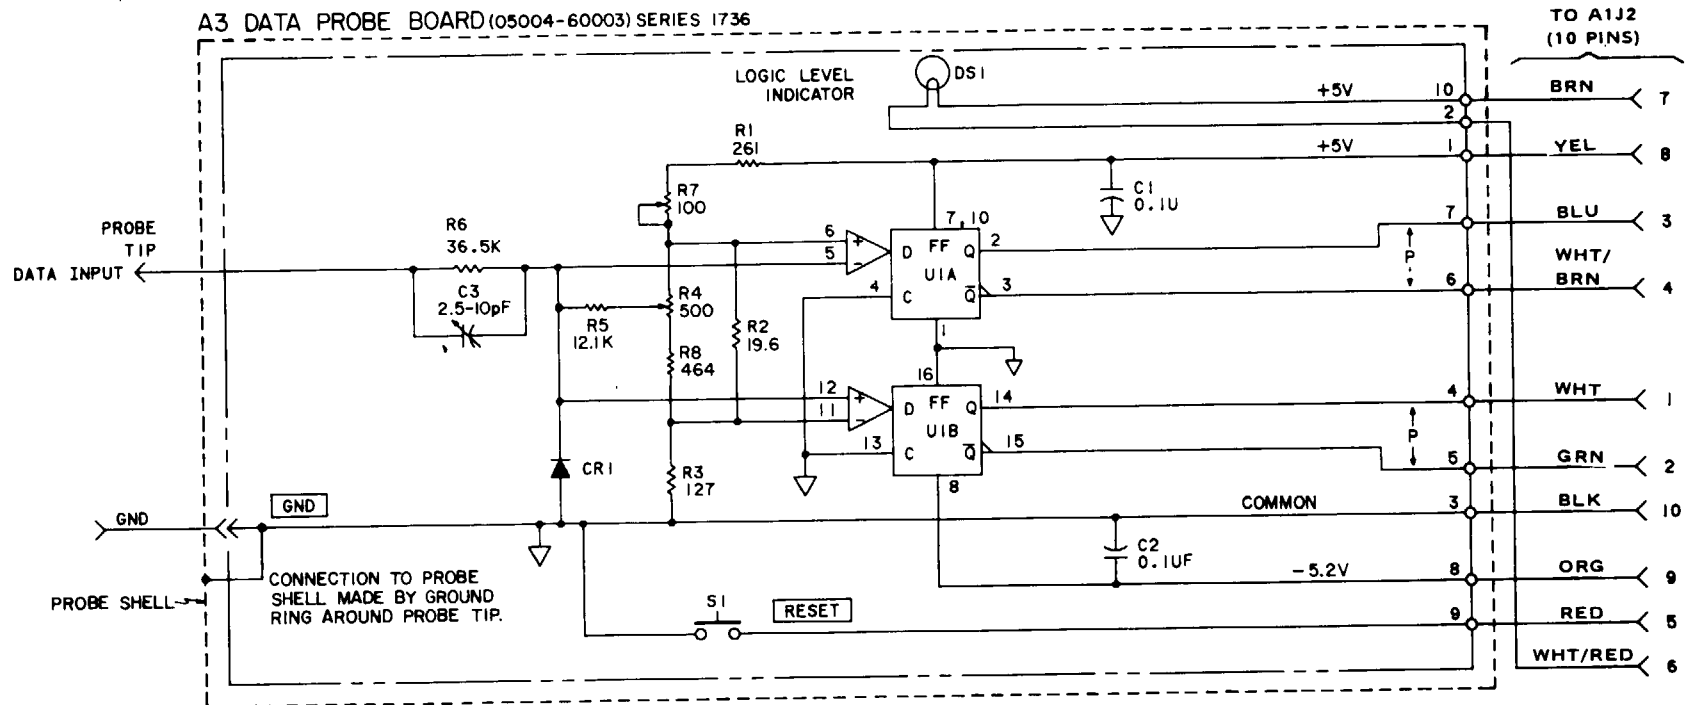 A3 DATA PROBE BOARD (05004-60003) SERIES 1736
TO A1J2
(10 PINS)
LOGIC LEVEL
INDICATOR
DS1
+5V
10
BRN
7
2
R1
261
+5V
1
YEL
8
R7
100
C1
0.1U
7
10
7
BLU
3
PROBE
TIP
DATA INPUT
R6
36.5K
C3
2.5-10pF
6
+
5
-
D
FF
Q
2
U1A
4
C
Q̅
3
P
WHT/
BRN
6
4
R5
12.1K
R4
500
R2
19.6
R8
464
1
16
12
+
11
-
D
FF
Q
14
U1B
13
C
Q̅
15
8
4
WHT
1
P
5
GRN
2
CR1
R3
127
GND
GND
COMMON
3
BLK
10
C2
0.1UF
-5.2V
8
ORG
9
CONNECTION TO PROBE
SHELL MADE BY GROUND
RING AROUND PROBE TIP.
PROBE SHELL
S1
RESET
9
RED
5
WHT/RED
6